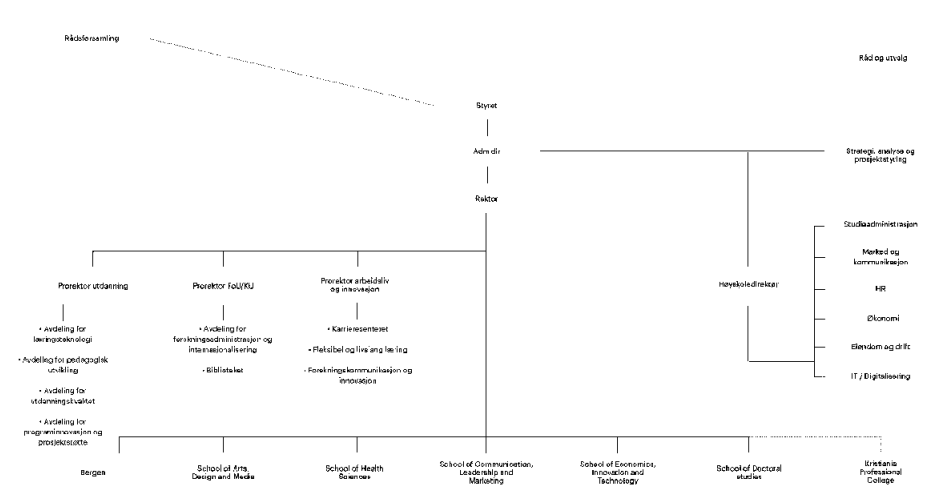 Rådsforsamling
Råd og utvalg
Styret
Adm dir
Strategi, analyse og
prosjektstyring
Rektor
Studieadministrasjon
Marked og
kommunikasjon
HR
Økonomi
Eiendom og drift
IT / Digitalisering
Høyskoledirektør
Prorektor utdanning
• Avdeling for
læringsteknologi
• Avdeling for pedagogisk
utvikling
• Avdeling for
utdanningskvalitet
• Avdeling for
programinnovasjon og
prosjektstøtte
Prorektor FoU/KU
• Avdeling for
forskningsadministrasjon og
internasjonalisering
• Biblioteket
Prorektor arbeidsliv
og innovasjon
• Karrieresenteret
• Fleksibel og livslang læring
• Forskningskommunikasjon og
innovasjon
Bergen
School of Arts,
Design and Media
School of Health
Sciences
School of Communication,
Leadership and
Marketing
School of Economics,
Innovation and
Technology
School of Doctoral
studies
Kristiania
Professional
College